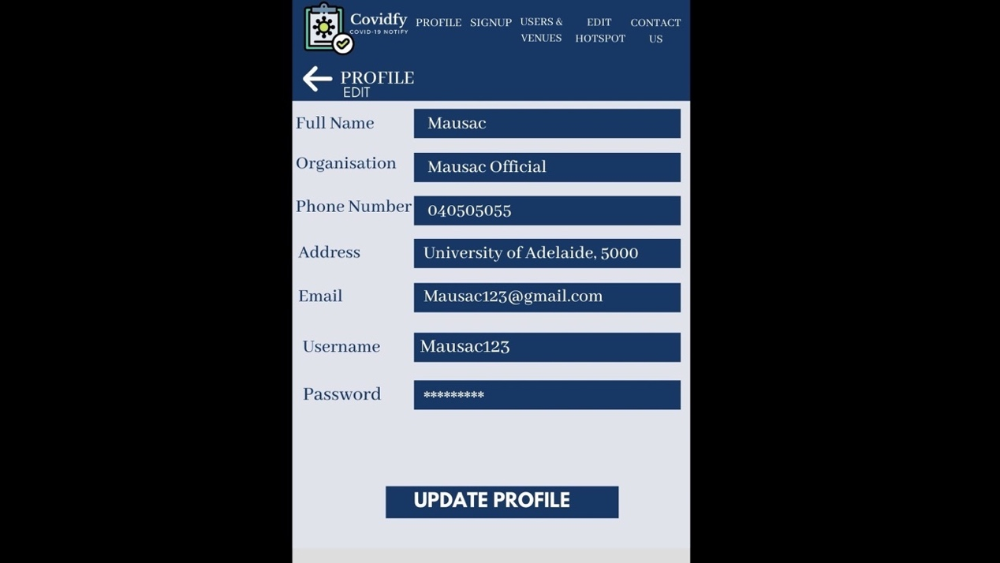 Covidfy
COVID-19 NOTIFY
PROFILE
SIGNUP
USERS &
VENUES
EDIT
HOTSPOT
CONTACT
US
PROFILE
EDIT
Full Name
Mausac
Organisation
Mausac Official
Phone Number
040505055
Address
University of Adelaide, 5000
Email
Mausac123@gmail.com
Username
Mausac123
Password
*********
UPDATE PROFILE